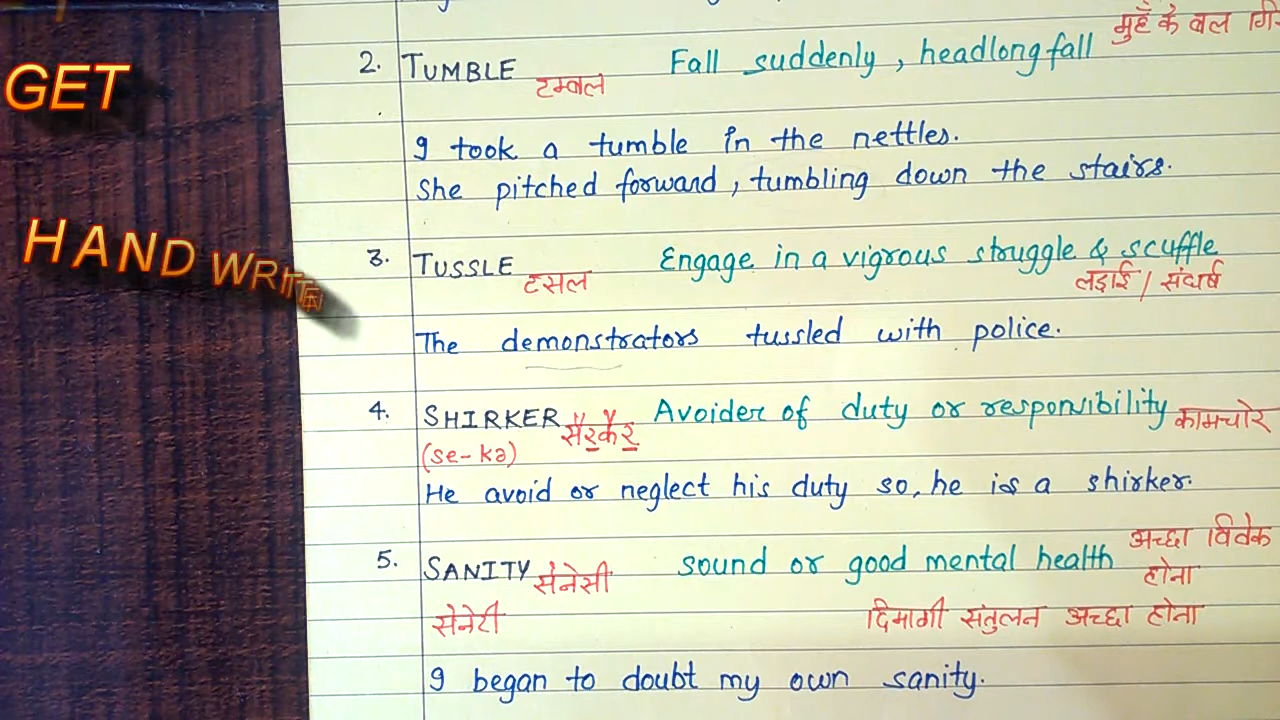 GET
HAND WRITTEN
मुहँ के बल
2. TUMBLE टम्बल Fall suddenly, headlong fall
I took a tumble in the nettles.
She pitched forward, tumbling down the stairs.
3. TUSSLE टसल Engage in a vigrous struggle & scuffle
लड़ाई / संघर्ष
The demonstrators tussled with police.
4. SHIRKER सॅरकॅर Avoider of duty or responsibility कामचोर
(se-kə)
He avoid or neglect his duty so, he is a shirker.
अच्छा विवेक
5. SANITY सेनेसी sound or good mental health होना
सेनेटी दिमागी संतुलन अच्छा होना
I began to doubt my own sanity.